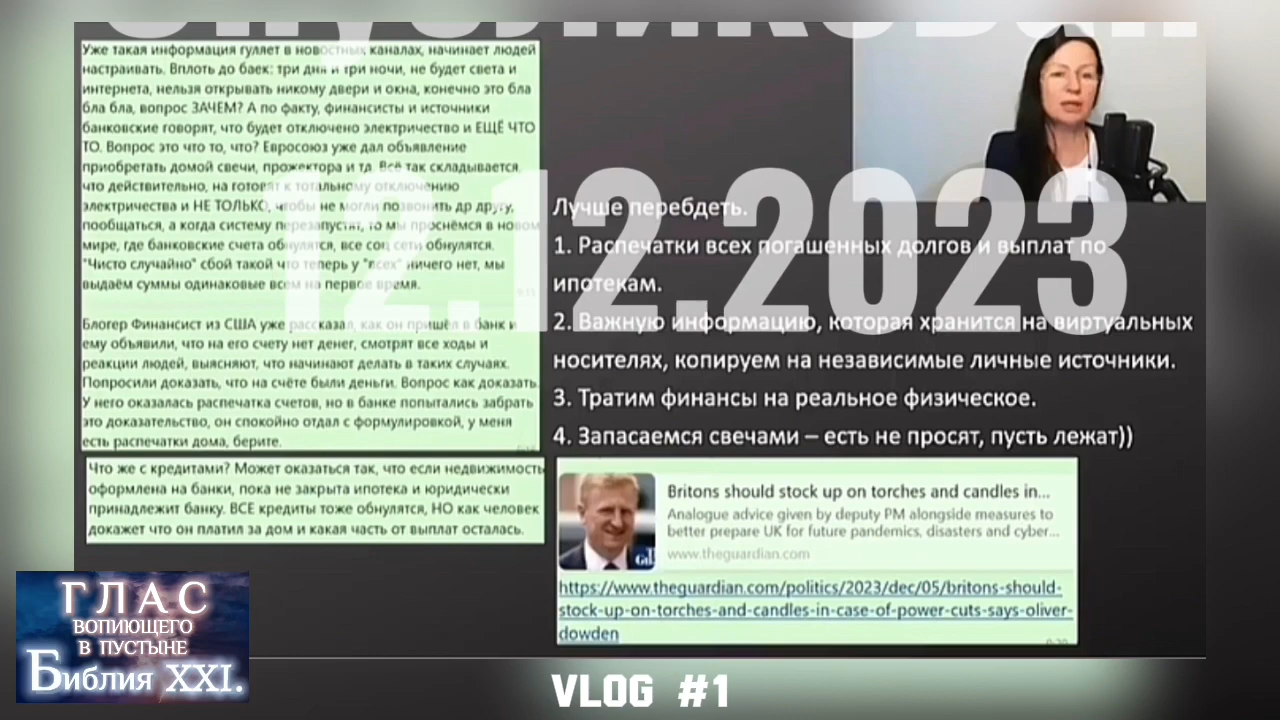 Опубликован
12.12.2023
Уже такая информация гуляет в новостных каналах, начинает людей
настраивать. Вплоть до баек: три дня и три ночи, не будет света и
интернета, нельзя открывать никому двери и окна, конечно это бла
бла бла, вопрос ЗАЧЕМ? А по факту, финансисты и источники
банковские говорят, что будет отключено электричество и ЕЩЁ ЧТО
ТО. Вопрос это что то, что? Евросоюз уже дал объявление
приобретать домой свечи, прожектора и тд. Всё так складывается,
что действительно, на готовят к тотальному отключению
электричества и НЕ ТОЛЬКО, чтобы не могли позвонить др другу,
пообщаться, а когда систему перезапустят, то мы проснёмся в новом
мире, где банковские счета обнулятся, все соц сети обнулятся.
"Чисто случайно" сбой такой что теперь у "всех" ничего нет, мы
выдаём суммы одинаковые всем на первое время.
Блогер Финансист из США уже рассказал, как он пришёл в банк и
ему объявили, что на его счету нет денег, смотрят все ходы и
реакции людей, выясняют, что начинают делать в таких случаях.
Попросили доказать, что на счёте были деньги. Вопрос как доказать.
У него оказалась распечатка счетов, но в банке попытались забрать
это доказательство, он спокойно отдал с формулировкой, у меня
есть распечатки дома, берите.
Что же с кредитами? Может оказаться так, что если недвижимость
оформлена на банки, пока не закрыта ипотека и юридически
принадлежит банку. ВСЕ кредиты тоже обнулятся, НО как человек
докажет что он платил за дом и какая часть от выплат осталась.
Лучше перебдеть.
1. Распечатки всех погашенных долгов и выплат по
ипотекам.
2. Важную информацию, которая хранится на виртуальных
носителях, копируем на независимые личные источники.
3. Тратим финансы на реальное физическое.
4. Запасаемся свечами – есть не просят, пусть лежат))
Britons should stock up on torches and candles in...
Analogue advice given by deputy PM alongside measures to
better prepare UK for future pandemics, disasters and cyber...
www.theguardian.com
https://www.theguardian.com/politics/2023/dec/05/britons-should-
stock-up-on-torches-and-candles-in-case-of-power-cuts-says-oliver-
dowden
ГЛАС
ВОПИЮЩЕГО
В ПУСТЫНЕ
Библия XXI.
VLOG #1